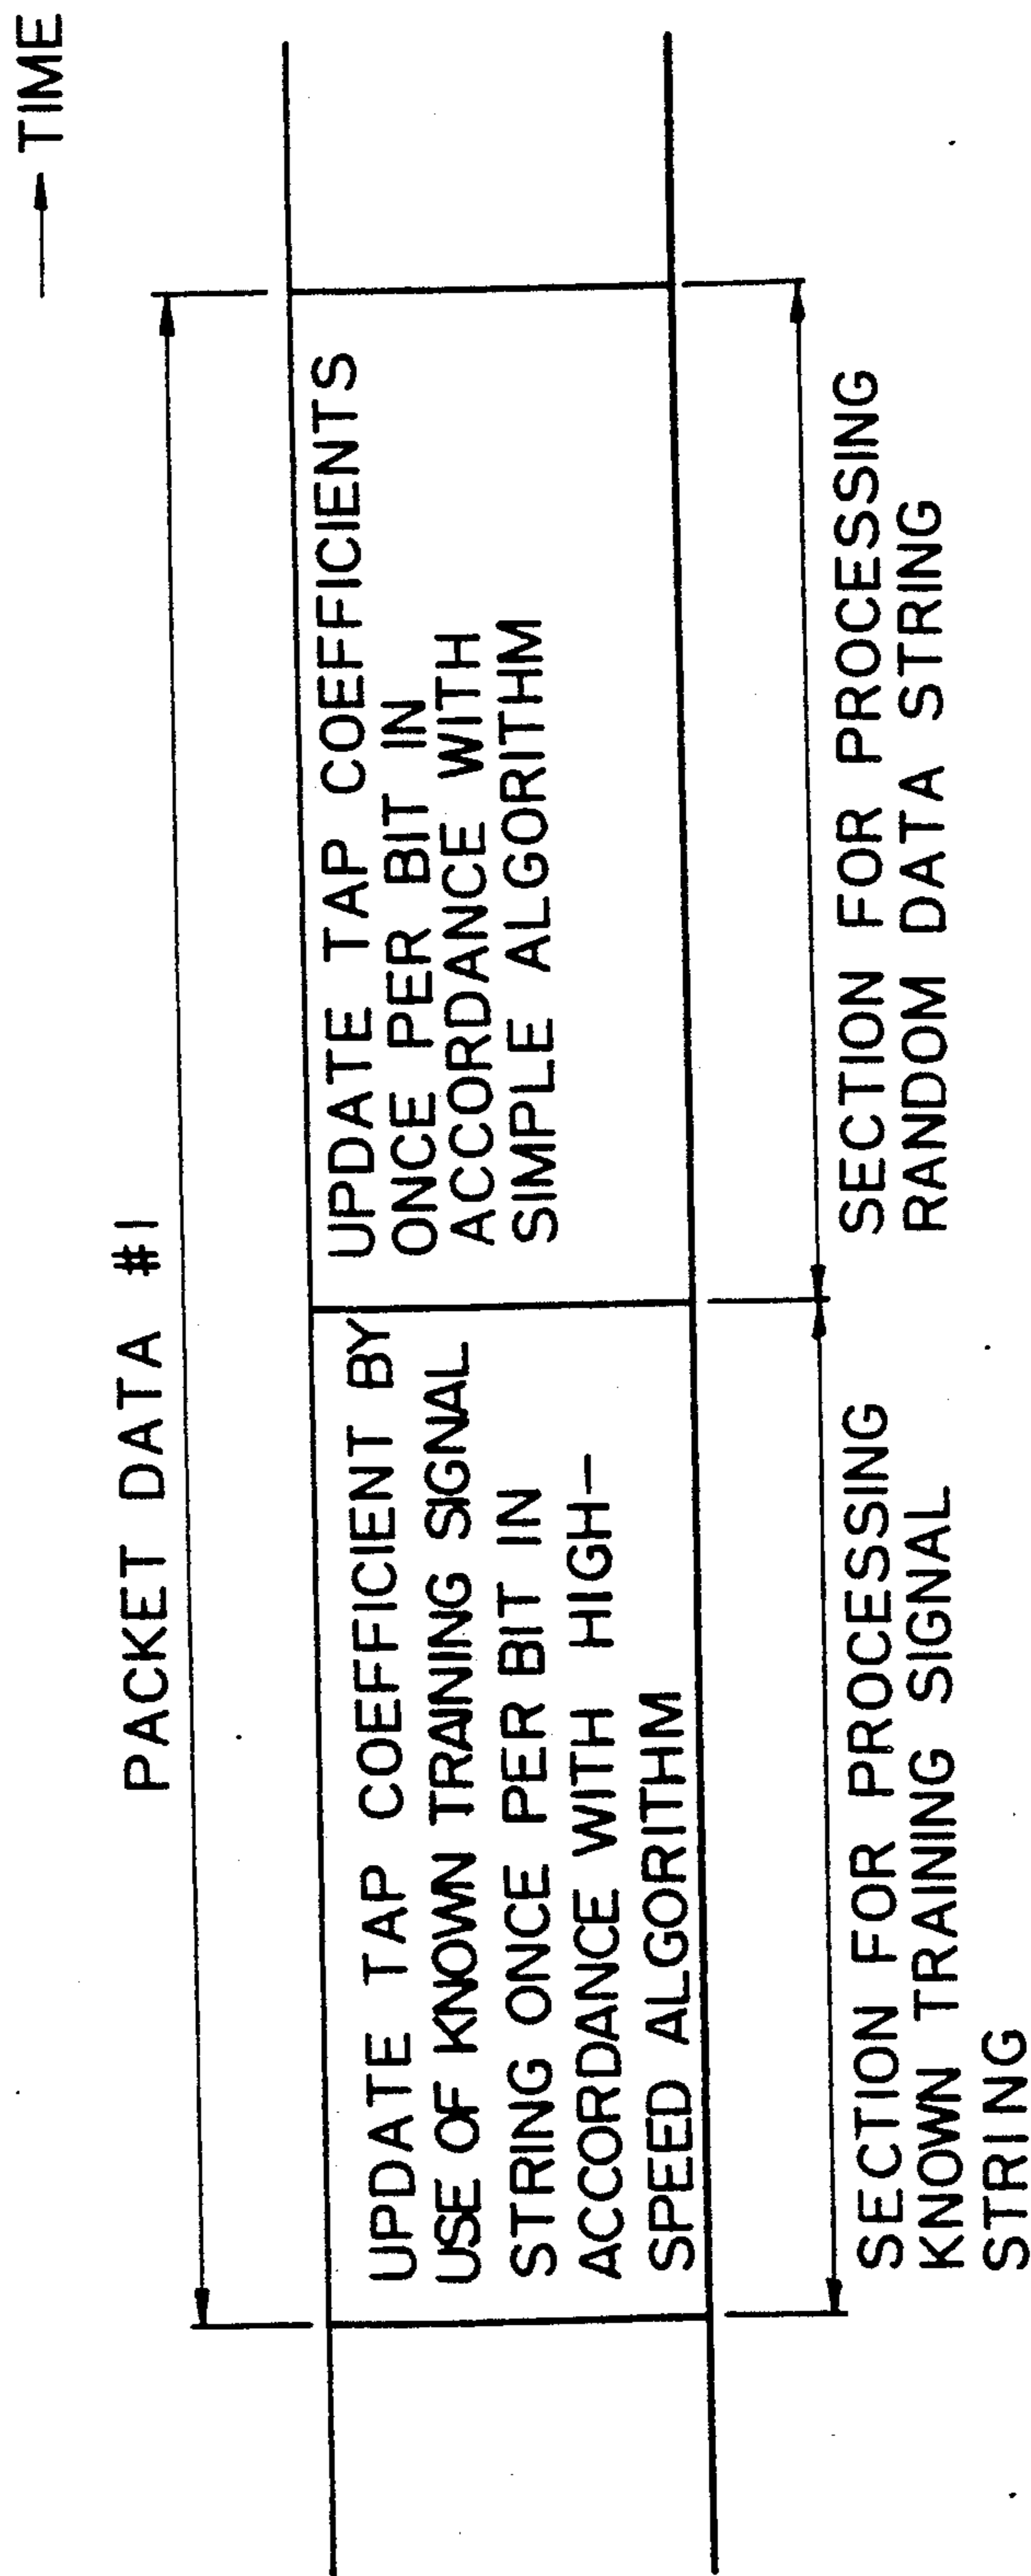 → TIME
PACKET DATA #1
UPDATE TAP COEFFICIENT BY
USE OF KNOWN TRAINING SIGNAL
STRING ONCE PER BIT IN
ACCORDANCE WITH HIGH-
SPEED ALGORITHM
UPDATE TAP COEFFICIENTS
ONCE PER BIT IN
ACCORDANCE WITH
SIMPLE ALGORITHM
SECTION FOR PROCESSING
KNOWN TRAINING SIGNAL
STRING
SECTION FOR PROCESSING
RANDOM DATA STRING